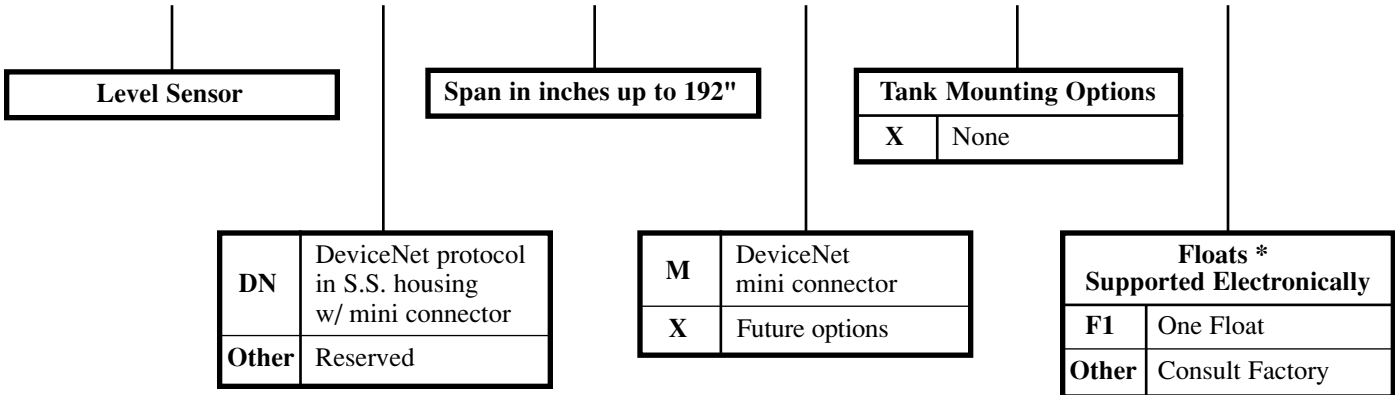 Level Sensor
Span in inches up to 192"
Tank Mounting Options
X None
DN DeviceNet protocol
in S.S. housing
w/ mini connector
Other Reserved
M DeviceNet
mini connector
X Future options
Floats *
Supported Electronically
F1 One Float
Other Consult Factory